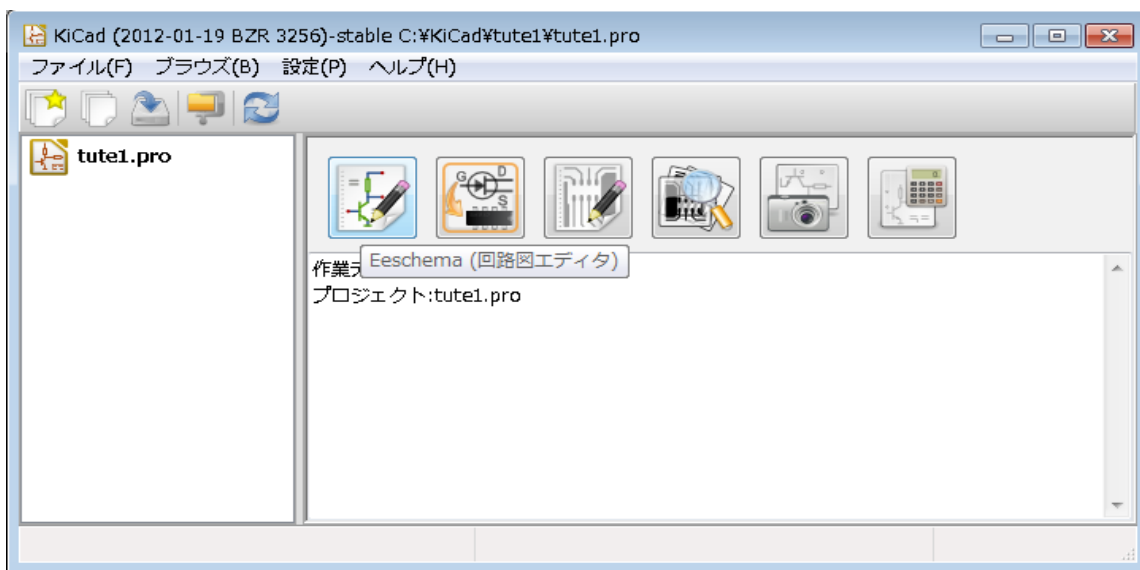 KiCad (2012-01-19 BZR 3256)-stable C:¥KiCad¥tute1¥tute1.pro
ファイル(F) ブラウズ(B) 設定(P) ヘルプ(H)
tute1.pro
G D S
Eeschema (回路図エディタ)
作業
プロジェクト:tute1.pro